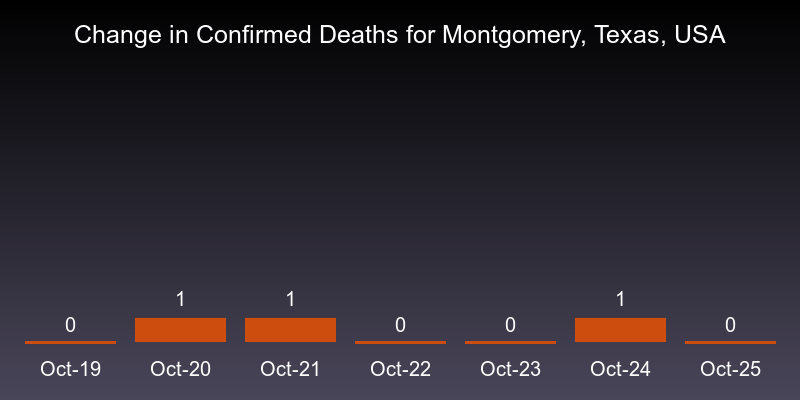 Change in Confirmed Deaths for Montgomery, Texas, USA
0 1 1 0 0 1 0
Oct-19 Oct-20 Oct-21 Oct-22 Oct-23 Oct-24 Oct-25